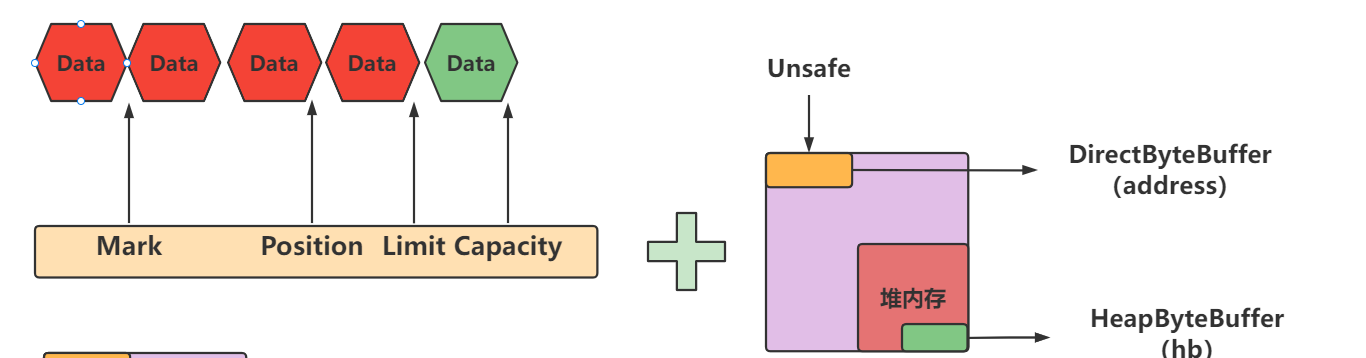 Data Data Data Data Data
Mark Position Limit Capacity
Unsafe
DirectByteBuffer
(address)
堆内存
HeapByteBuffer
(hb)